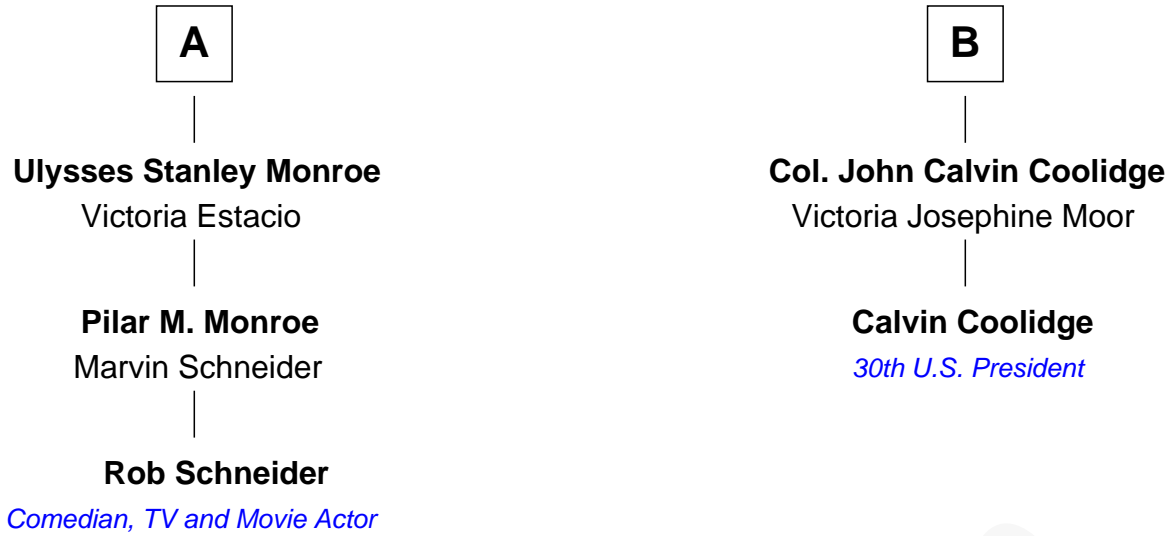 A
Ulysses Stanley Monroe
Victoria Estacio
Pilar M. Monroe
Marvin Schneider
Rob Schneider
Comedian, TV and Movie Actor
B
Col. John Calvin Coolidge
Victoria Josephine Moor
Calvin Coolidge
30th U.S. President